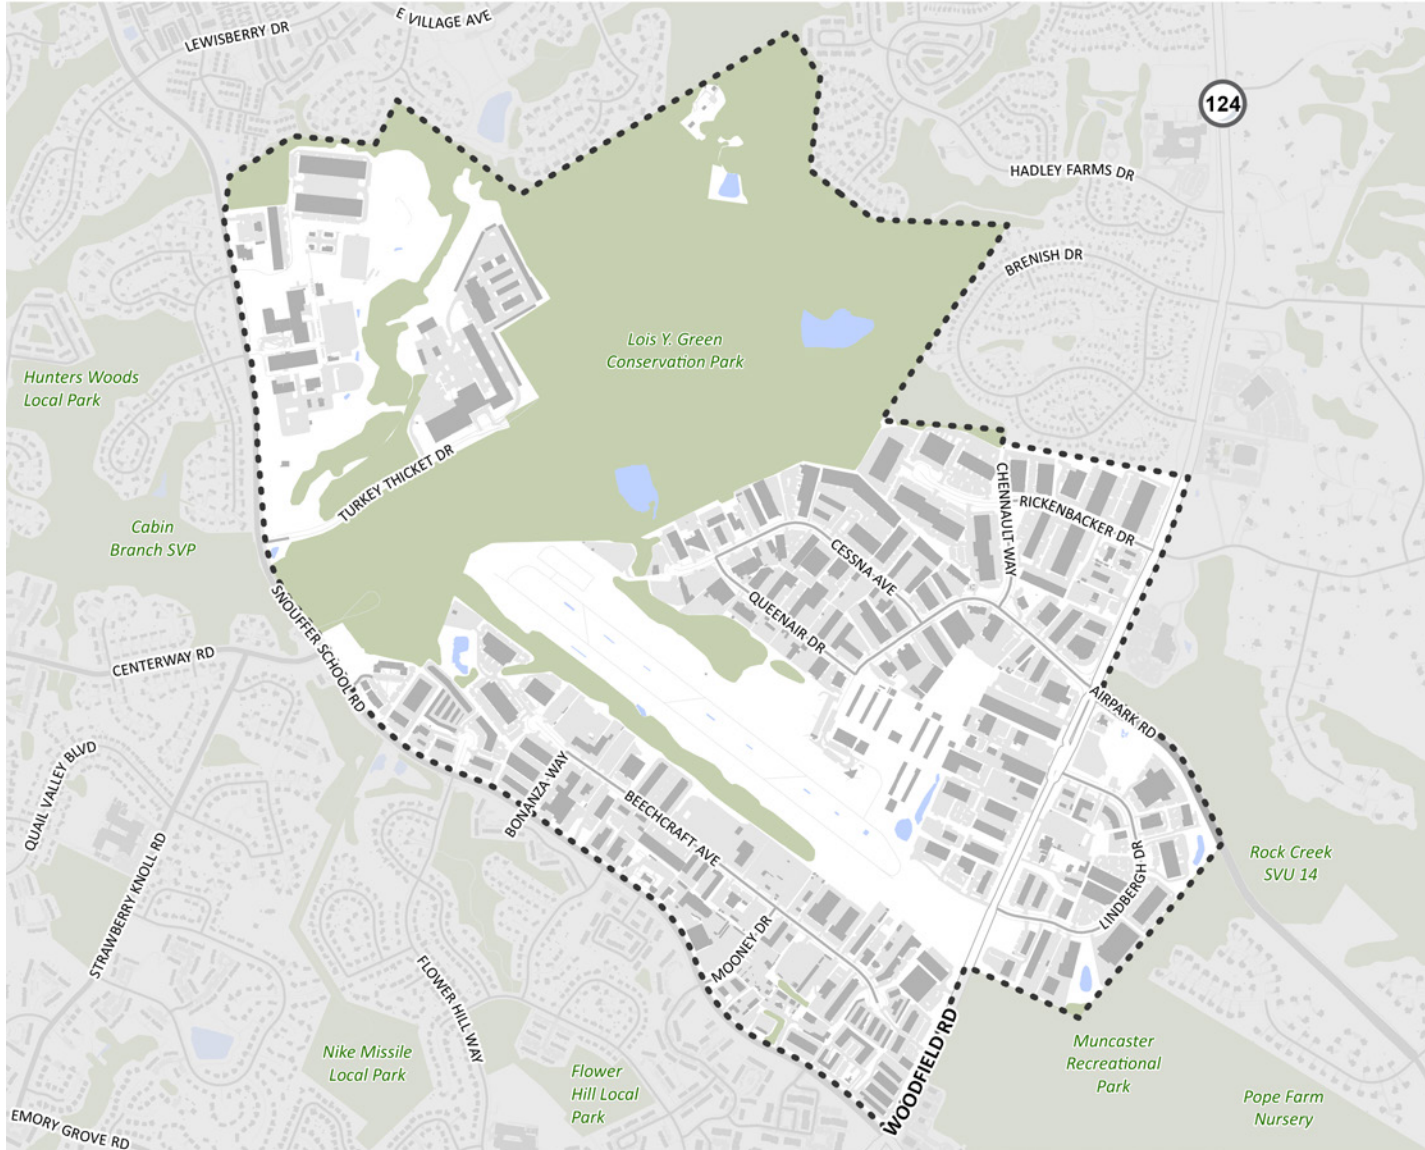 E VILLAGE AVE
LEWISBERRY DR
124
HADLEY FARMS DR
BRENISH DR
Lois Y. Green
Conservation Park
Hunters Woods
Local Park
TURKEY THICKET DR
CHENNAULT WAY
RICKENBACKER DR
Cabin
Branch SVP
CESSNA AVE
QUEENAIR DR
SNOUFFER SCHOOL RD
CENTERWAY RD
AIRPARK RD
QUAIL VALLEY BLVD
BONANZA WAY
BEECHCRAFT AVE
STRAWBERRY KNOLL RD
LINDBERGH DR
Rock Creek
SVU 14
MOONEY DR
FLOWER HILL WAY
WOODFIELD RD
Nike Missile
Local Park
Flower
Hill Local
Park
Muncaster
Recreational
Park
Pope Farm
Nursery
EMORY GROVE RD